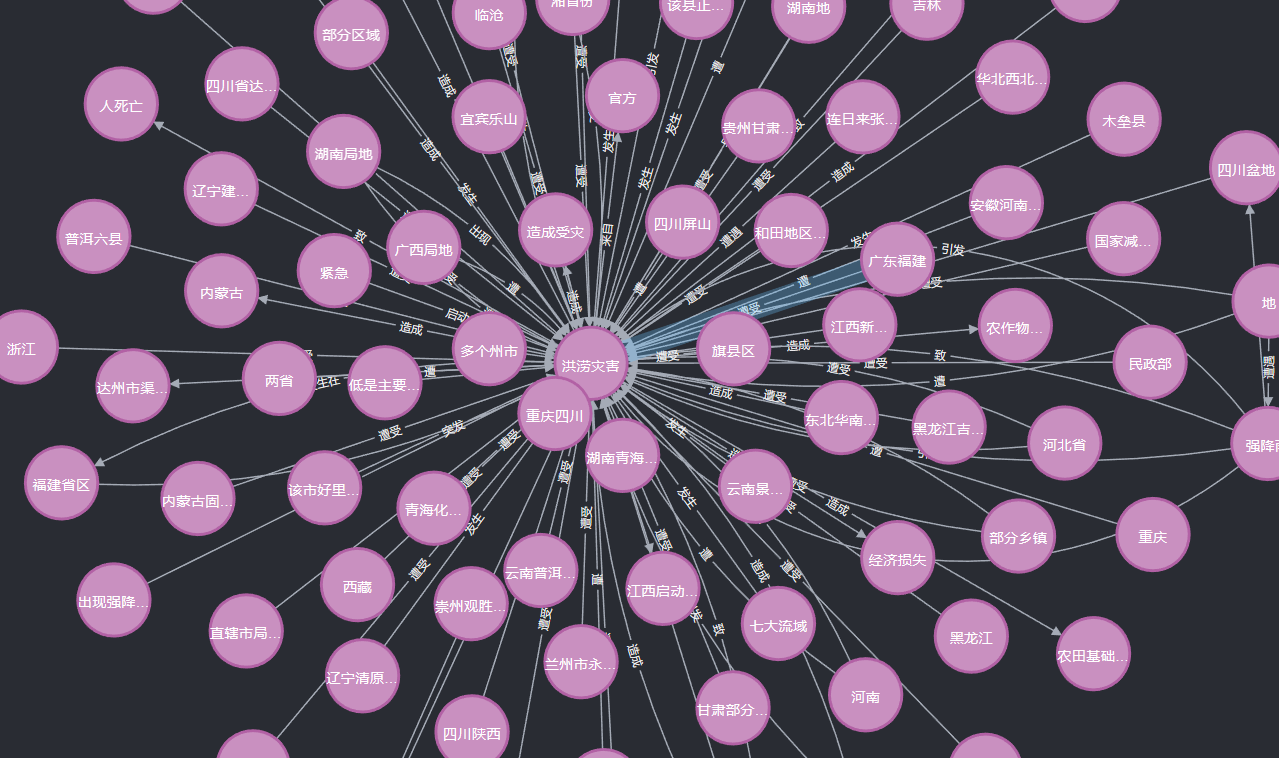 临沧
湘首份
该县正…
湖南地
吉林
部分区域
四川省达…
人死亡
宜宾乐山
官方
贵州甘肃…
连日来张…
华北西北…
木垒县
湖南局地
辽宁建…
四川盆地
普洱六县
广西局地
造成受灾
四川屏山
和田地区…
安徽河南…
国家减…
紧急
内蒙古
广东福建
地
浙江
多个州市
洪涝灾害
旗县区
江西新…
农作物…
民政部
达州市渠…
两省
低是主要…
重庆四川
东北华南…
黑龙江吉…
河北省
强降雨
福建省区
内蒙古固…
该市好里…
青海化…
湖南青海…
云南景…
部分乡镇
重庆
西藏
云南普洱…
经济损失
出现强降…
直辖市局…
崇州观胜…
江西启动…
七大流域
黑龙江
农田基础…
辽宁清原…
兰州市永…
河南
四川陕西
甘肃部分…
遭受
造成
发生
引发
遭
出现
致
来自
遭遇
启动
突发